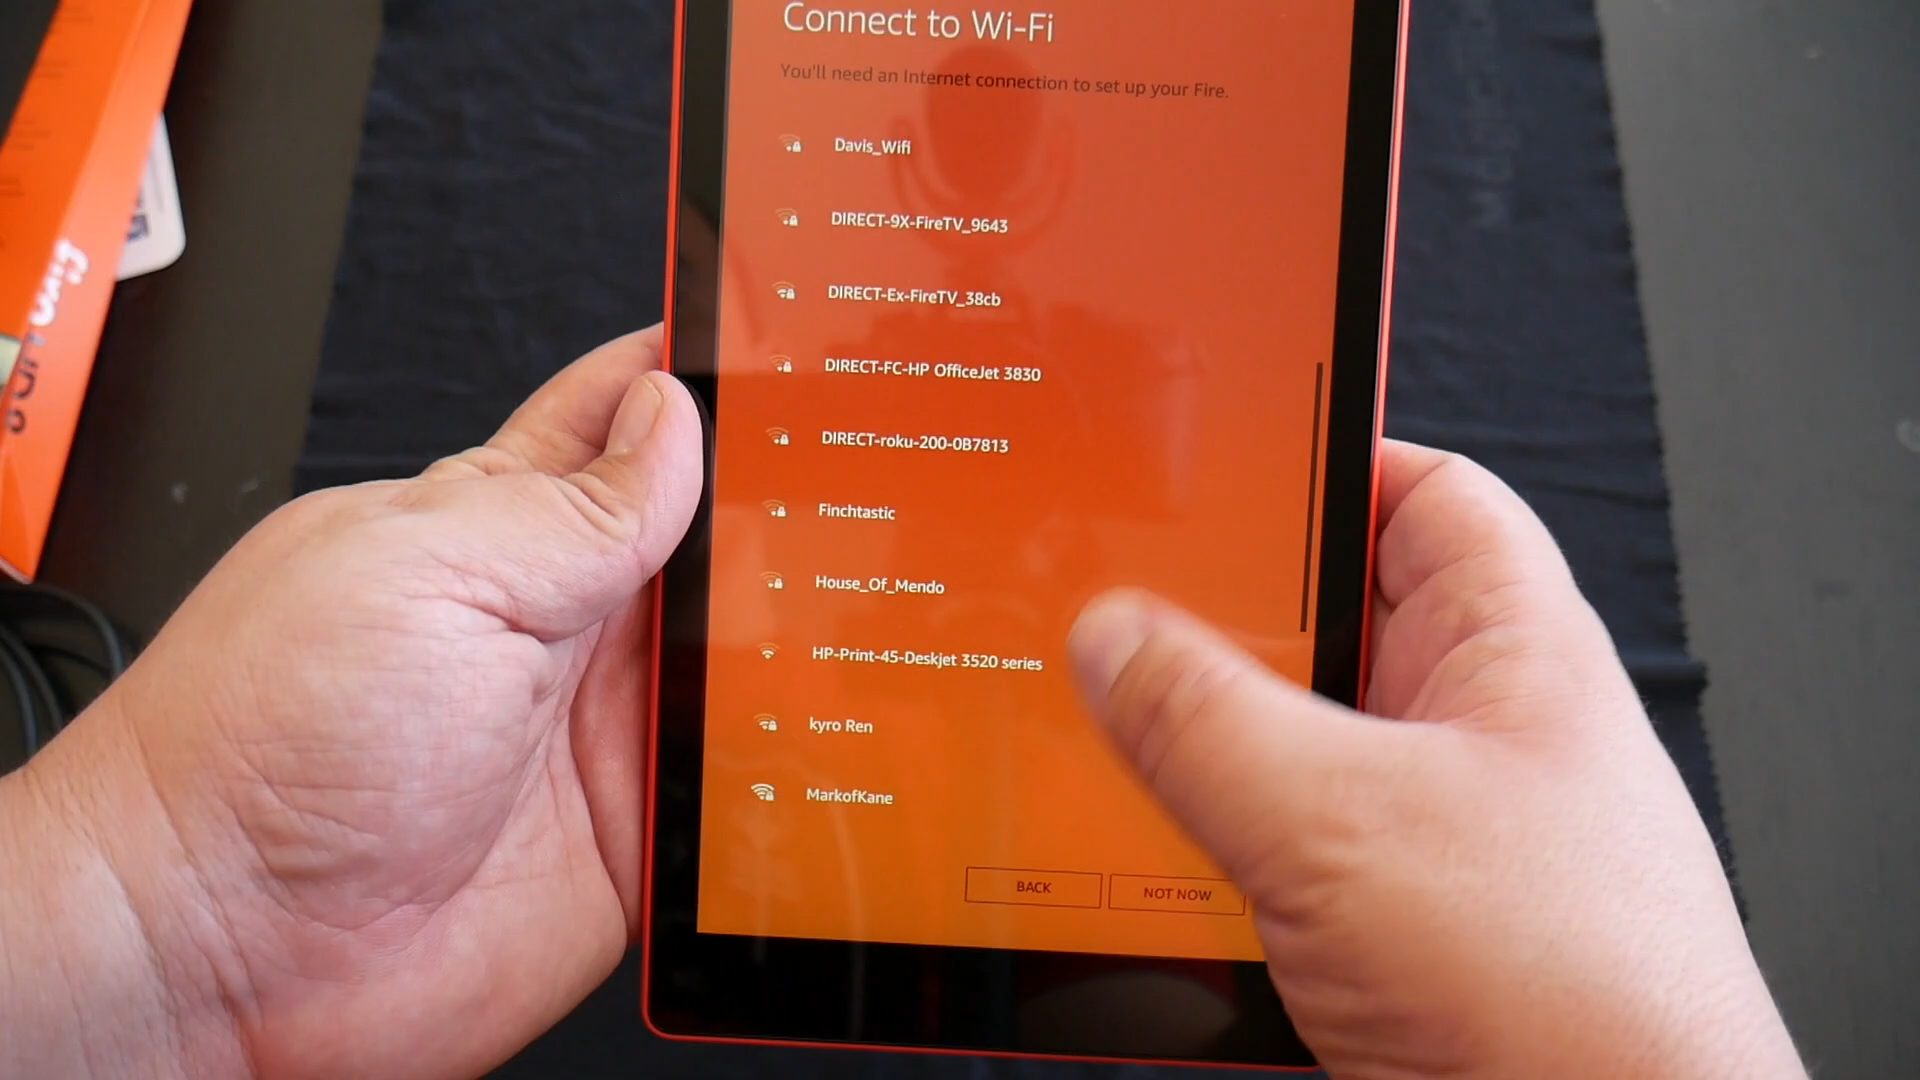 Connect to Wi-Fi
You'll need an Internet connection to set up your Fire.
Davis_Wifi
DIRECT-9X-FireTV_9643
DIRECT-Ex-FireTV_38cb
DIRECT-FC-HP OfficeJet 3830
DIRECT-roku-200-0B7813
Finchtastic
House_Of_Mendo
HP-Print-45-Deskjet 3520 series
kyro Ren
MarkofKane
BACK
NOT NOW